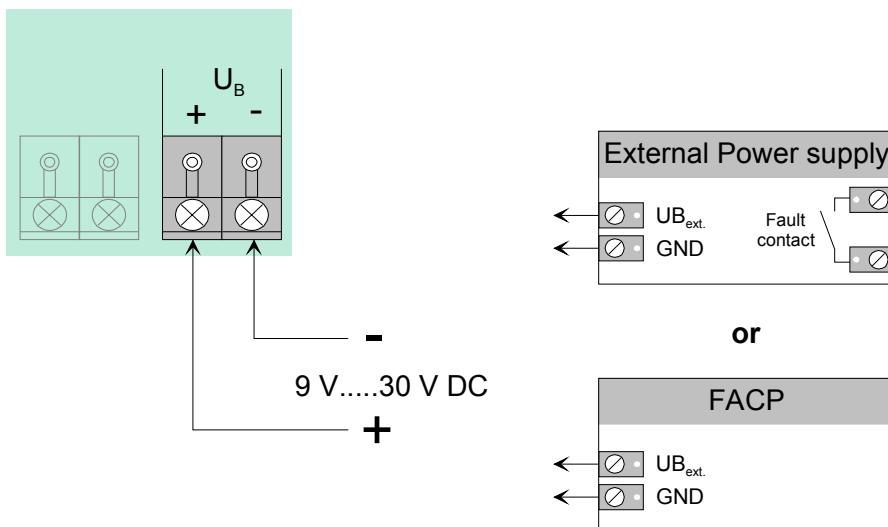 U_B
+ -
-
9 V.....30 V DC
+
External Power supply
UB_ext.
GND
Fault
contact
or
FACP
UB_ext.
GND